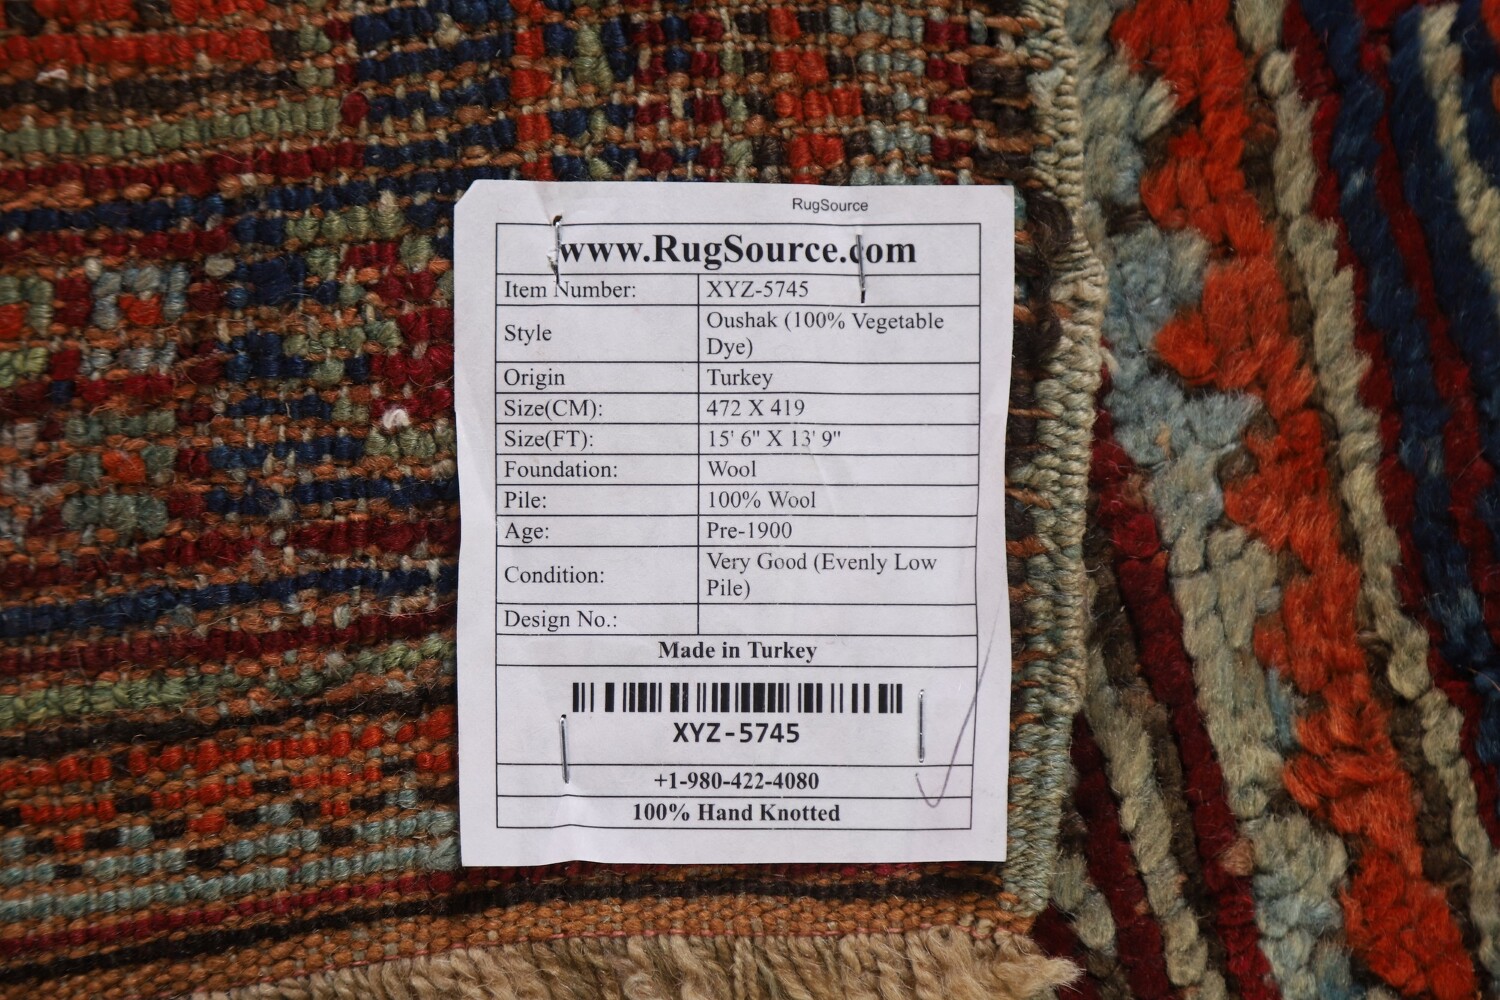 RugSource
www.RugSource.com
Item Number: XYZ-5745
Style Oushak (100% Vegetable
Dye)
Origin Turkey
Size(CM): 472 X 419
Size(FT): 15' 6" X 13' 9"
Foundation: Wool
Pile: 100% Wool
Age: Pre-1900
Condition: Very Good (Evenly Low
Pile)
Design No.:
Made in Turkey
XYZ-5745
+1-980-422-4080
100% Hand Knotted